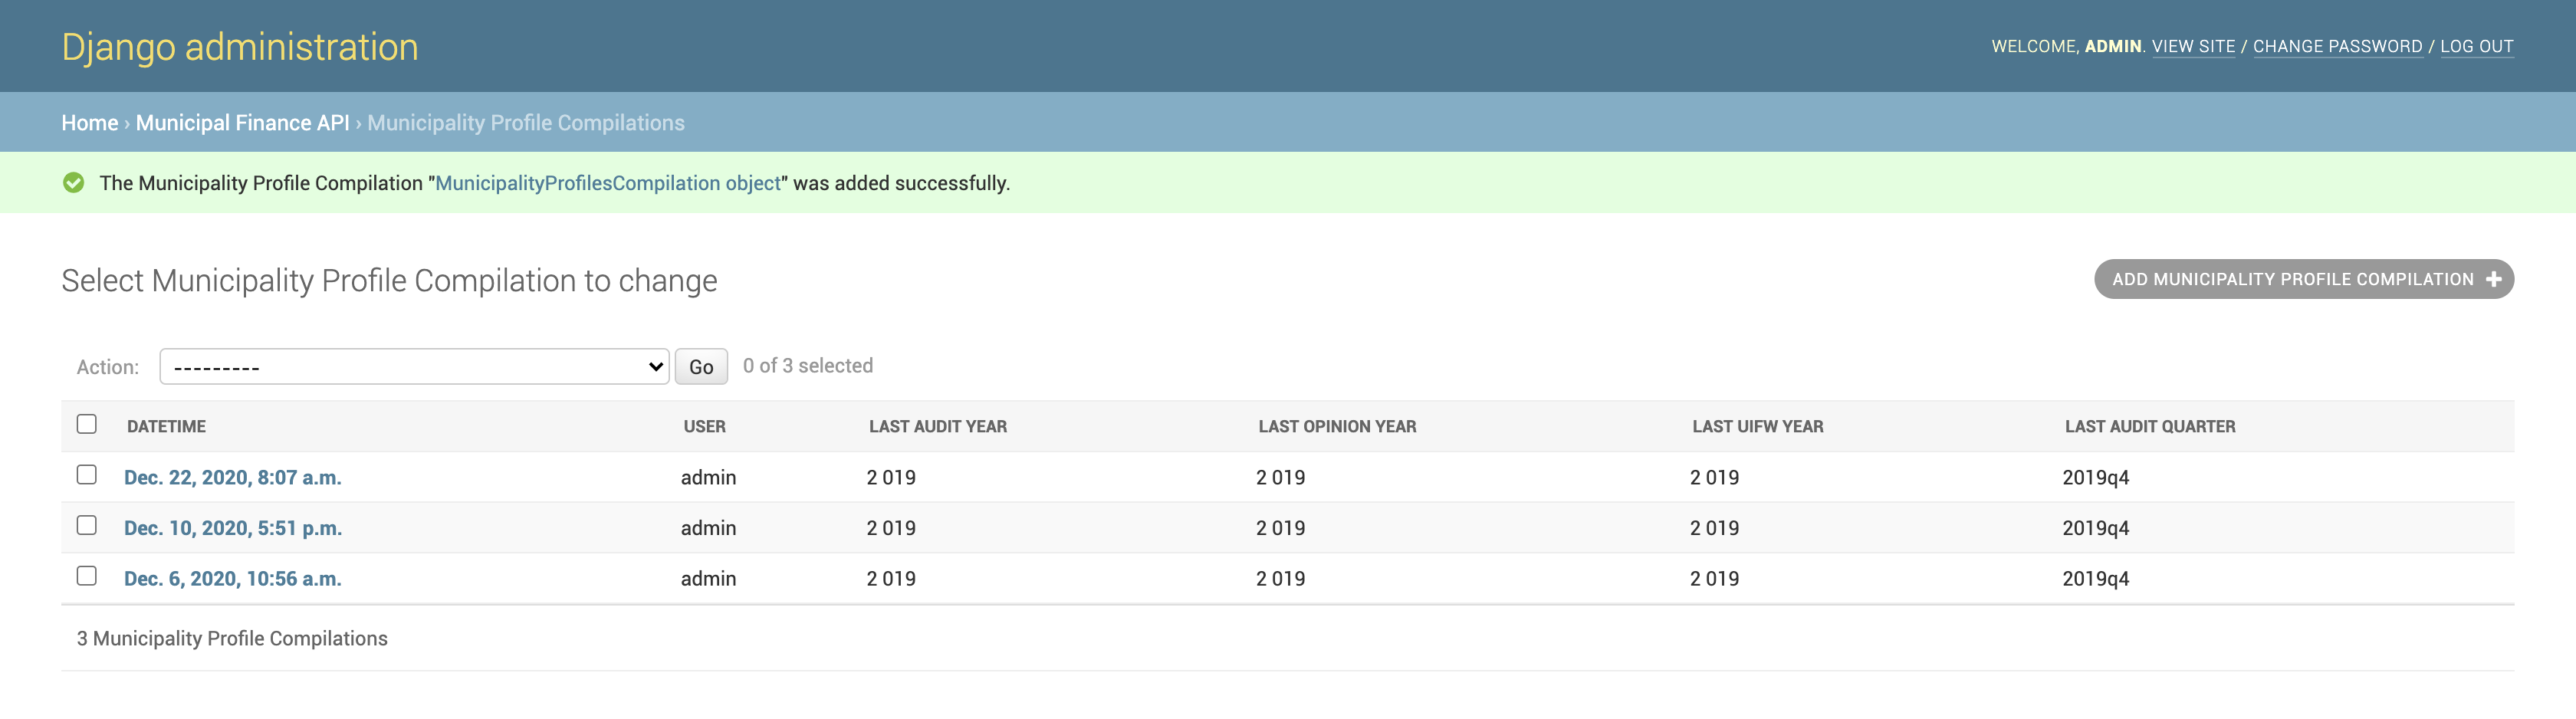 Django administration
WELCOME, ADMIN. VIEW SITE / CHANGE PASSWORD / LOG OUT
Home › Municipal Finance API › Municipality Profile Compilations
The Municipality Profile Compilation "MunicipalityProfilesCompilation object" was added successfully.
Select Municipality Profile Compilation to change
ADD MUNICIPALITY PROFILE COMPILATION +
Action: --------- Go 0 of 3 selected
DATETIME USER LAST AUDIT YEAR LAST OPINION YEAR LAST UIFW YEAR LAST AUDIT QUARTER
Dec. 22, 2020, 8:07 a.m. admin 2 019 2 019 2 019 2019q4
Dec. 10, 2020, 5:51 p.m. admin 2 019 2 019 2 019 2019q4
Dec. 6, 2020, 10:56 a.m. admin 2 019 2 019 2 019 2019q4
3 Municipality Profile Compilations